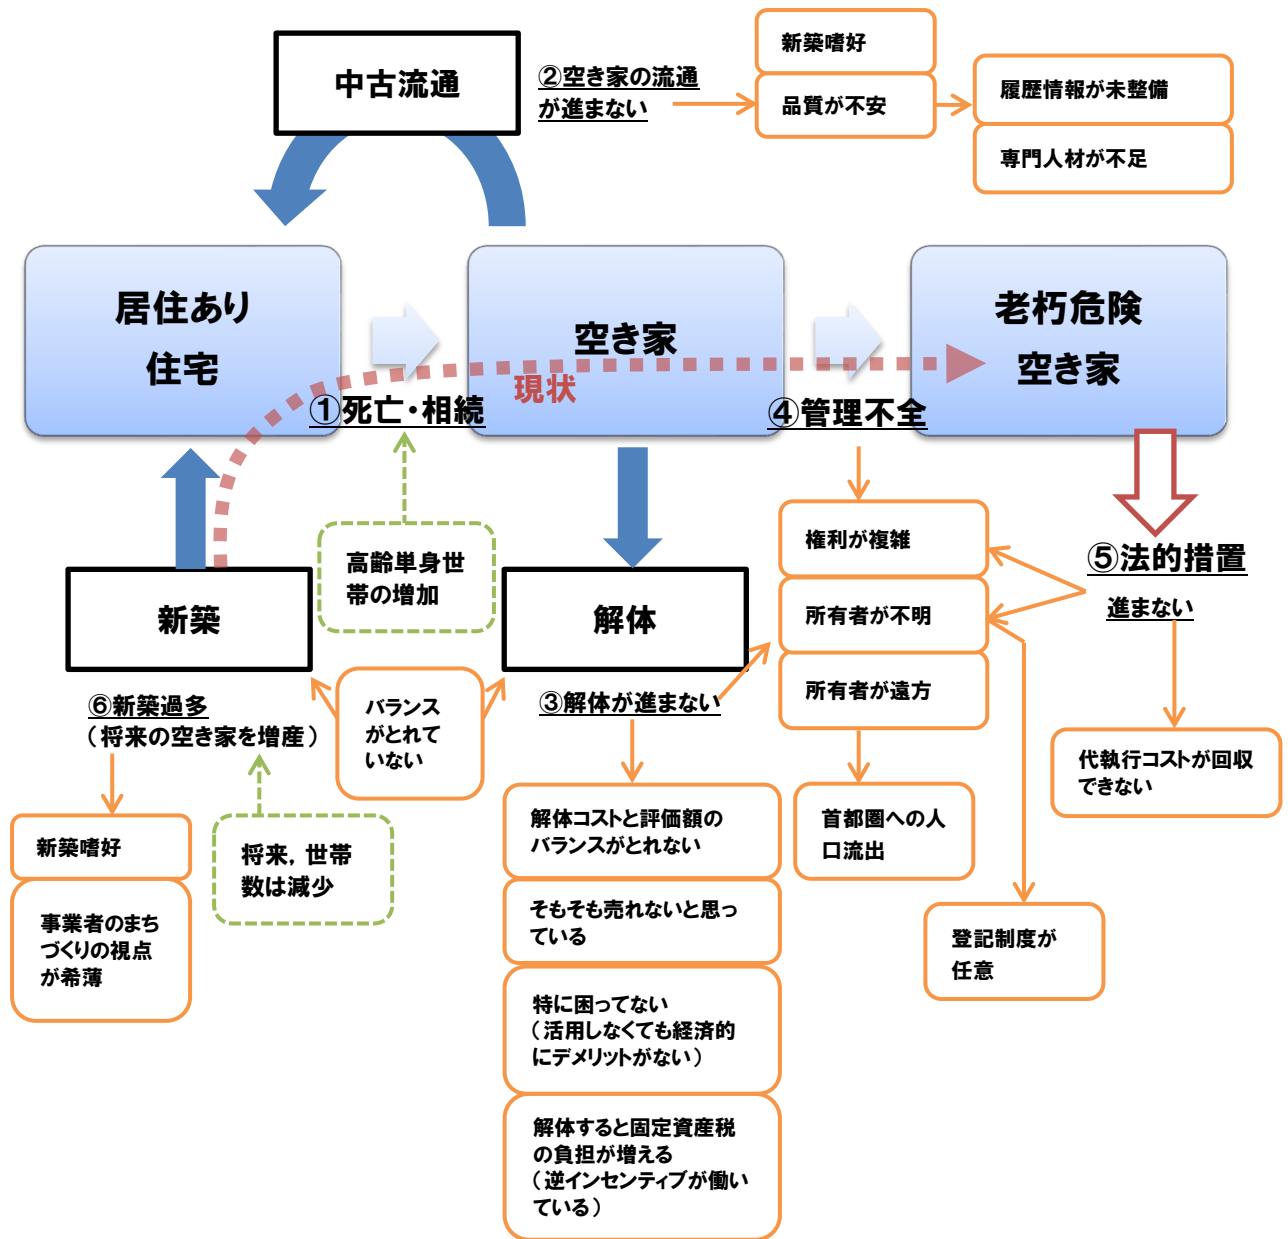 中古流通
②空き家の流通
が進まない
新築嗜好
品質が不安
履歴情報が未整備
専門人材が不足
居住あり
住宅
空き家
老朽危険
空き家
現状
①死亡・相続
④管理不全
高齢単身世
帯の増加
権利が複雑
所有者が不明
所有者が遠方
⑤法的措置
進まない
新築
解体
⑥新築過多
（将来の空き家を増産）
バランス
がとれて
いない
③解体が進まない
代執行コストが回収
できない
新築嗜好
事業者のまち
づくりの視点
が希薄
将来，世帯
数は減少
解体コストと評価額の
バランスがとれない
そもそも売れないと思っ
ている
特に困ってない
（活用しなくても経済的
にデメリットがない）
解体すると固定資産税
の負担が増える
（逆インセンティブが働い
ている）
首都圏への人
口流出
登記制度が
任意